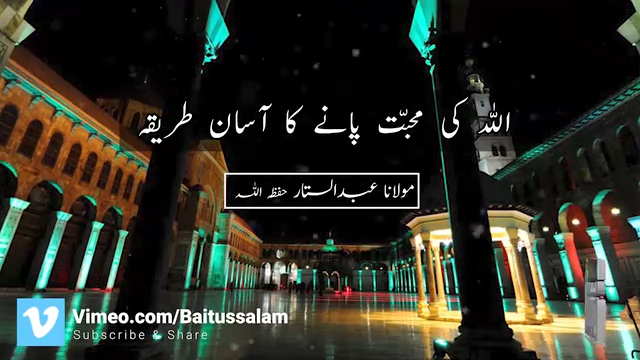 اللہ کی محبّت پانے کا آسان طریقہ
مولانا عبدالستار حفظہ اللہ
Vimeo.com/Baitussalam
Subscribe & Share